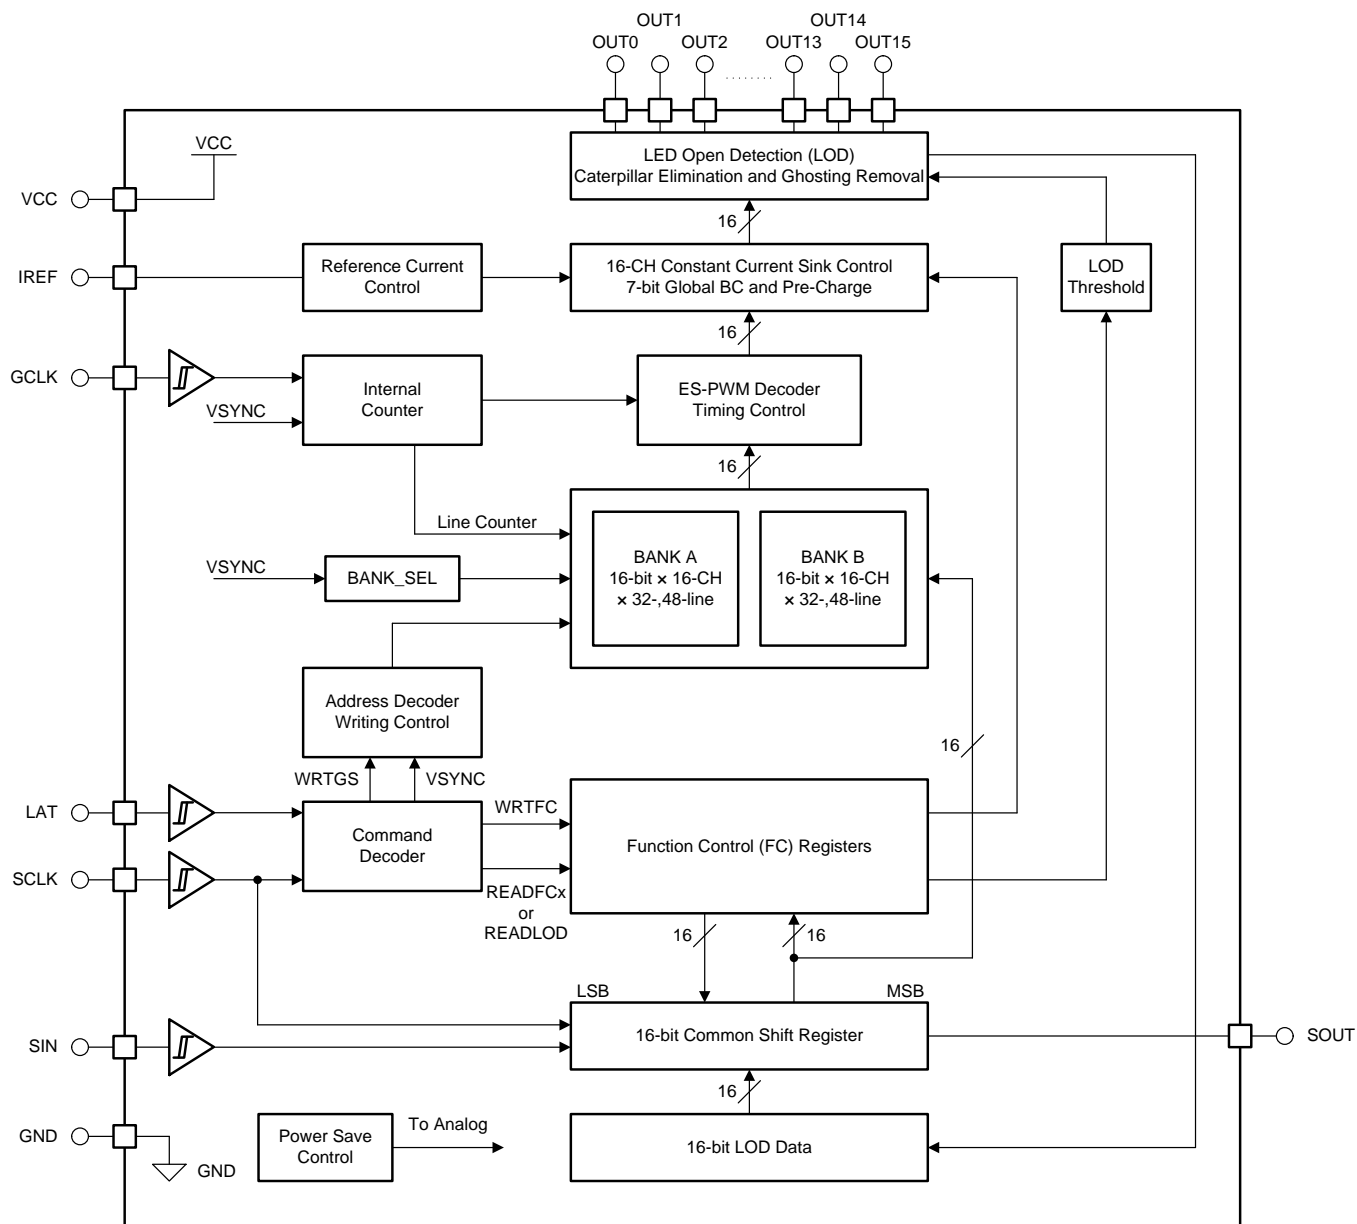 OUT1
OUT14
OUT0
OUT2
OUT13
OUT15
VCC
LED Open Detection (LOD)
Caterpillar Elimination and Ghosting Removal
VCC
16
IREF
Reference Current
Control
16-CH Constant Current Sink Control
7-bit Global BC and Pre-Charge
LOD
Threshold
16
GCLK
Internal
Counter
ES-PWM Decoder
Timing Control
VSYNC
16
Line Counter
BANK A
16-bit × 16-CH
× 32-,48-line
BANK B
16-bit × 16-CH
× 32-,48-line
VSYNC
BANK_SEL
Address Decoder
Writing Control
16
WRTGS
VSYNC
LAT
WRTFC
Command
Decoder
Function Control (FC) Registers
SCLK
READFCx
or
READLOD
16
16
LSB
MSB
SIN
16-bit Common Shift Register
SOUT
16
GND
Power Save
Control
To Analog
16-bit LOD Data
GND